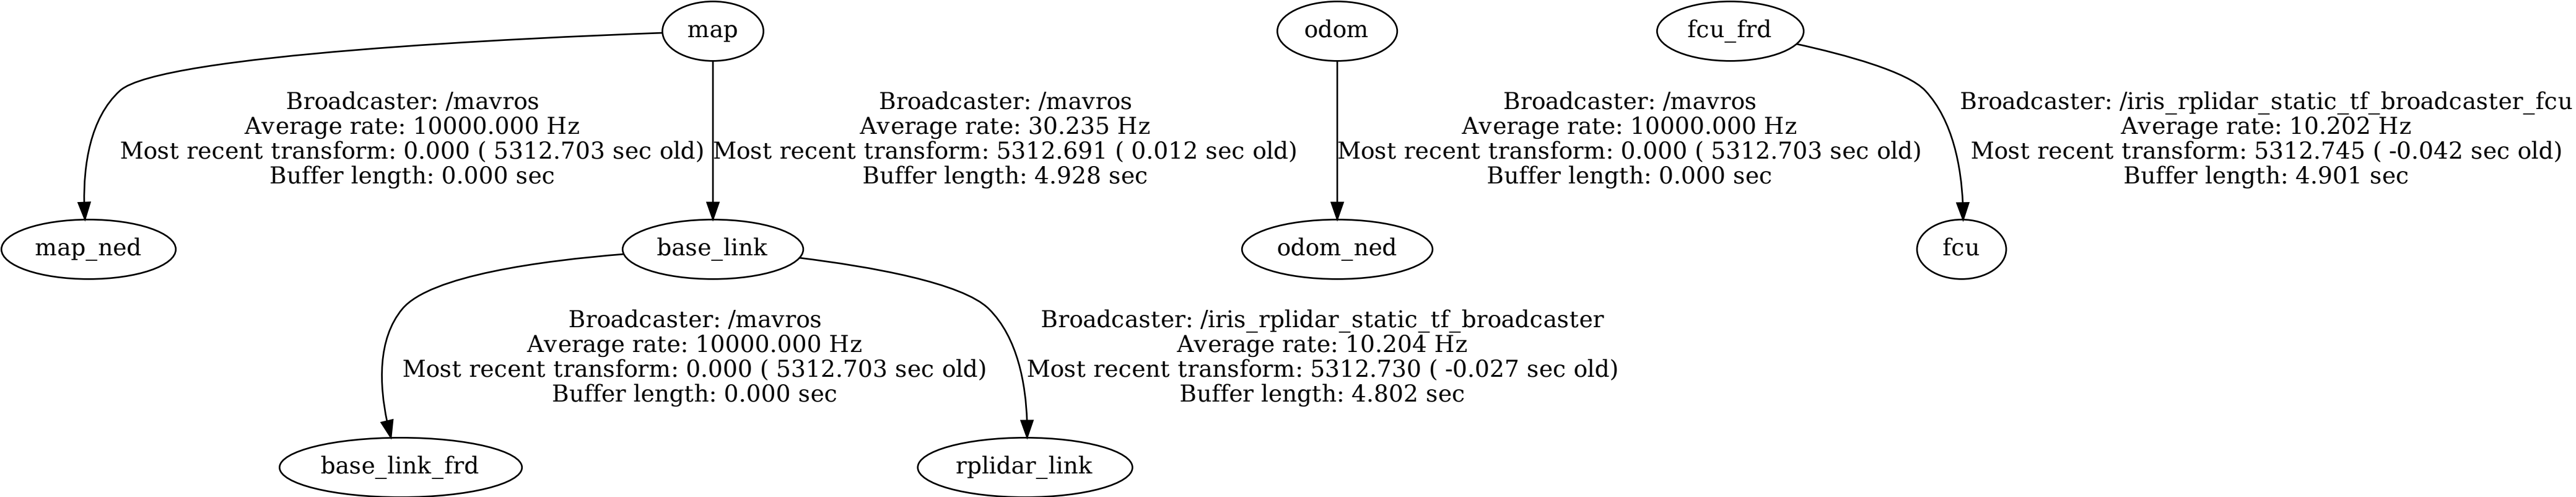 map
odom
fcu_frd
Broadcaster: /mavros
Average rate: 10000.000 Hz
Most recent transform: 0.000 ( 5312.703 sec old)
Buffer length: 0.000 sec
Broadcaster: /mavros
Average rate: 30.235 Hz
Most recent transform: 5312.691 ( 0.012 sec old)
Buffer length: 4.928 sec
Broadcaster: /mavros
Average rate: 10000.000 Hz
Most recent transform: 0.000 ( 5312.703 sec old)
Buffer length: 0.000 sec
Broadcaster: /iris_rplidar_static_tf_broadcaster_fcu
Average rate: 10.202 Hz
Most recent transform: 5312.745 ( -0.042 sec old)
Buffer length: 4.901 sec
map_ned
base_link
odom_ned
fcu
Broadcaster: /mavros
Average rate: 10000.000 Hz
Most recent transform: 0.000 ( 5312.703 sec old)
Buffer length: 0.000 sec
Broadcaster: /iris_rplidar_static_tf_broadcaster
Average rate: 10.204 Hz
Most recent transform: 5312.730 ( -0.027 sec old)
Buffer length: 4.802 sec
base_link_frd
rplidar_link